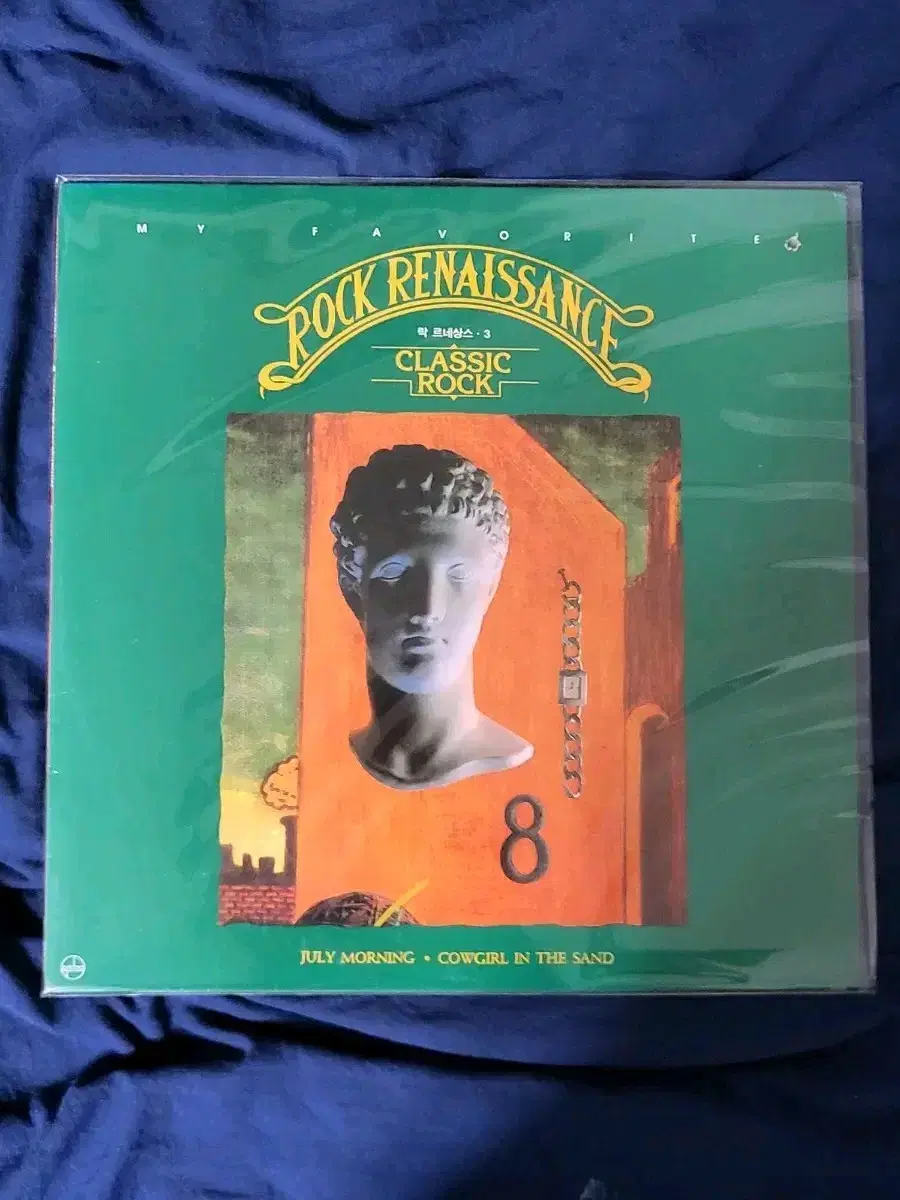 MY FAVORITE
ROCK RENAISSANCE
락 르네상스 · 3
CLASSIC
ROCK
8
JULY MORNING • COWGIRL IN THE SAND